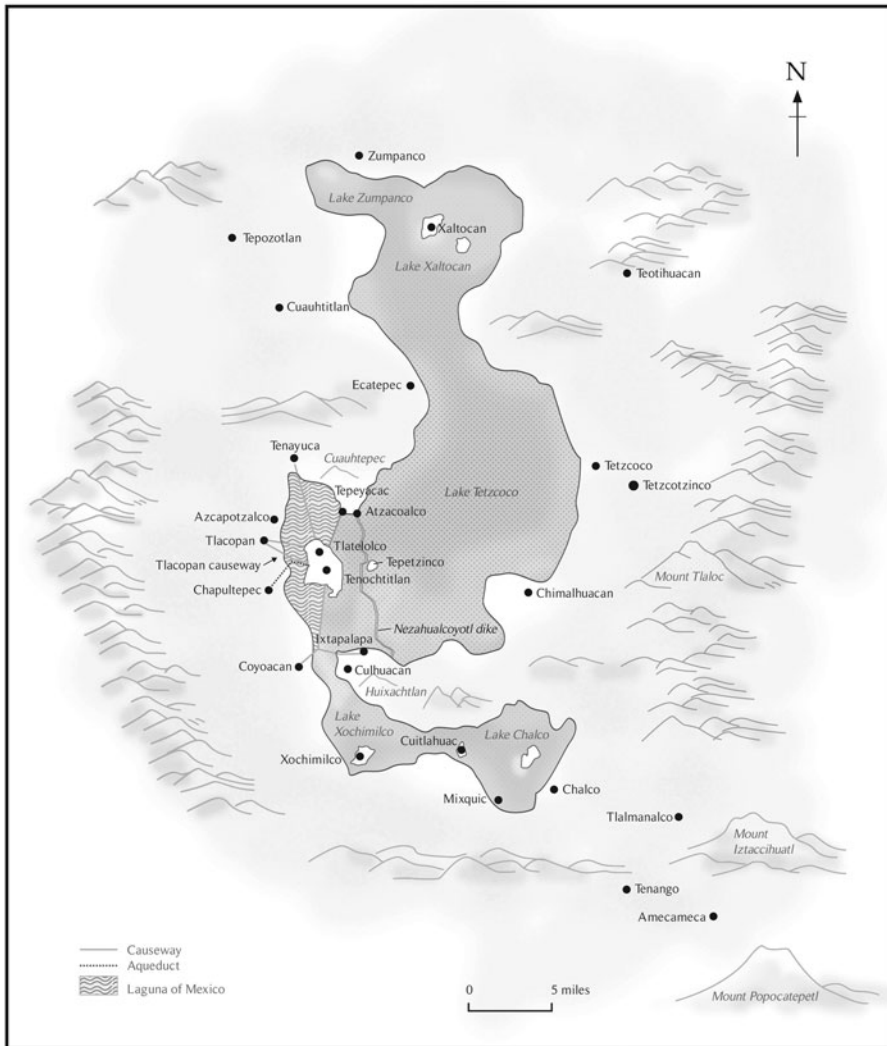 N
Zumpanco
Lake Zumpanco
Xaltocan
Tepozotlan
Lake Xaltocan
Teotihuacan
Cuauhtitlan
Ecatepec
Tenayuca
Cuauhtepec
Tetzcoco
Tetzcotzinco
Lake Tetzcoco
Tepeyacac
Azcapotzalco
Atzacoalco
Tlacopan
Tlatelolco
Tlacopan causeway
Tepetzinco
Tenochtitlan
Mount Tlaloc
Chapultepec
Chimalhuacan
Nezahualcoyotl dike
Ixtapalapa
Coyoacan
Culhuacan
Huixachtlan
Lake
Xochimilco
Cuitlahuac
Lake Chalco
Xochimilco
Mixquic
Chalco
Tlalmanalco
Mount
Iztaccihuatl
Tenango
Amecameca
Causeway
Aqueduct
Laguna of Mexico
0 5 miles
Mount Popocatepetl